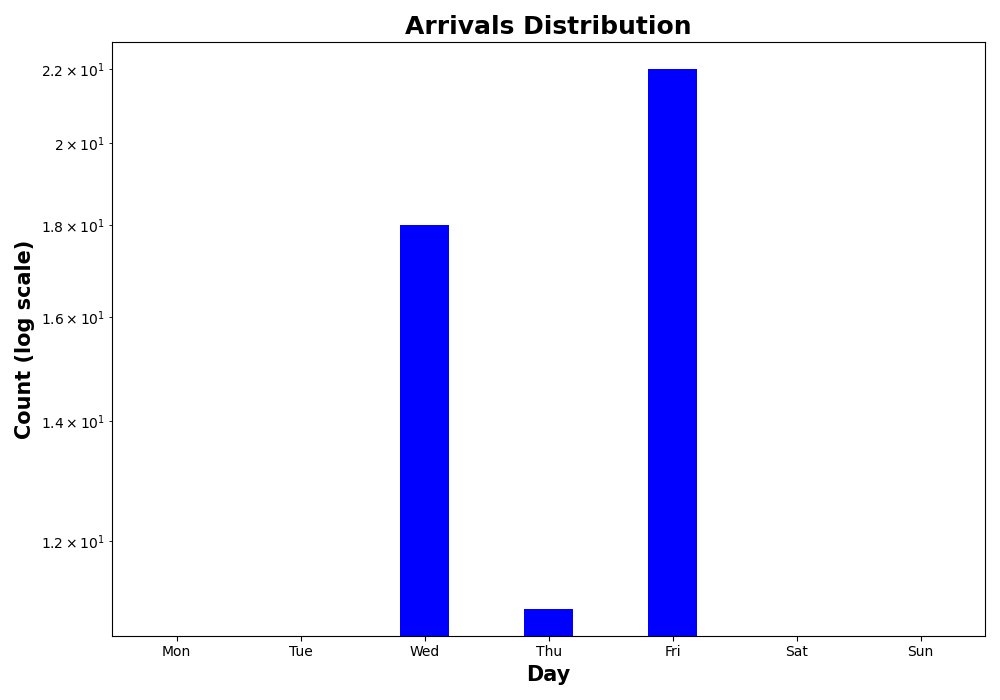 Arrivals Distribution
2.2 × 10¹
2 × 10¹
1.8 × 10¹
1.6 × 10¹
1.4 × 10¹
1.2 × 10¹
Count (log scale)
Mon Tue Wed Thu Fri Sat Sun
Day